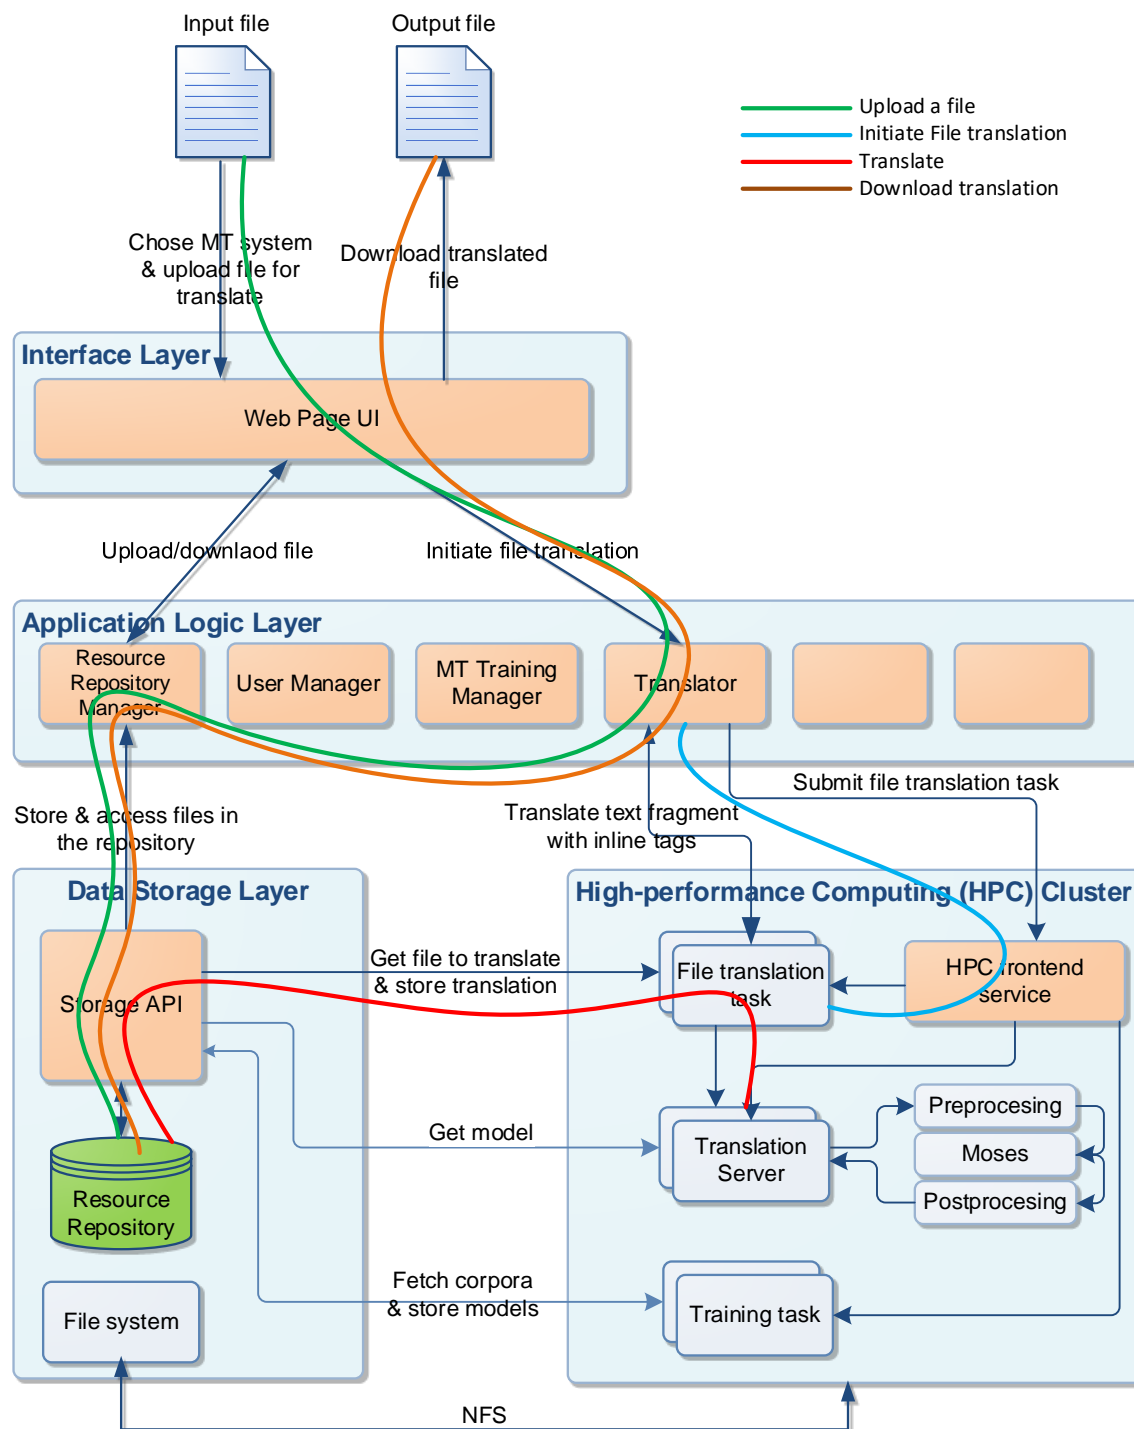 Input file
Output file
Upload a file
Initiate File translation
Translate
Download translation
Chose MT system
& upload file for
translate
Download translated
file
Interface Layer
Web Page UI
Upload/downlaod file
Initiate file translation
Application Logic Layer
Resource
Repository
Manager
User Manager
MT Training
Manager
Translator
Store & access files in
the repository
Translate text fragment
with inline tags
Submit file translation task
Data Storage Layer
High-performance Computing (HPC) Cluster
Storage API
Get file to translate
& store translation
File translation
task
HPC frontend
service
Get model
Translation
Server
Preprocesing
Moses
Postprocesing
Resource
Repository
File system
Fetch corpora
& store models
Training task
NFS